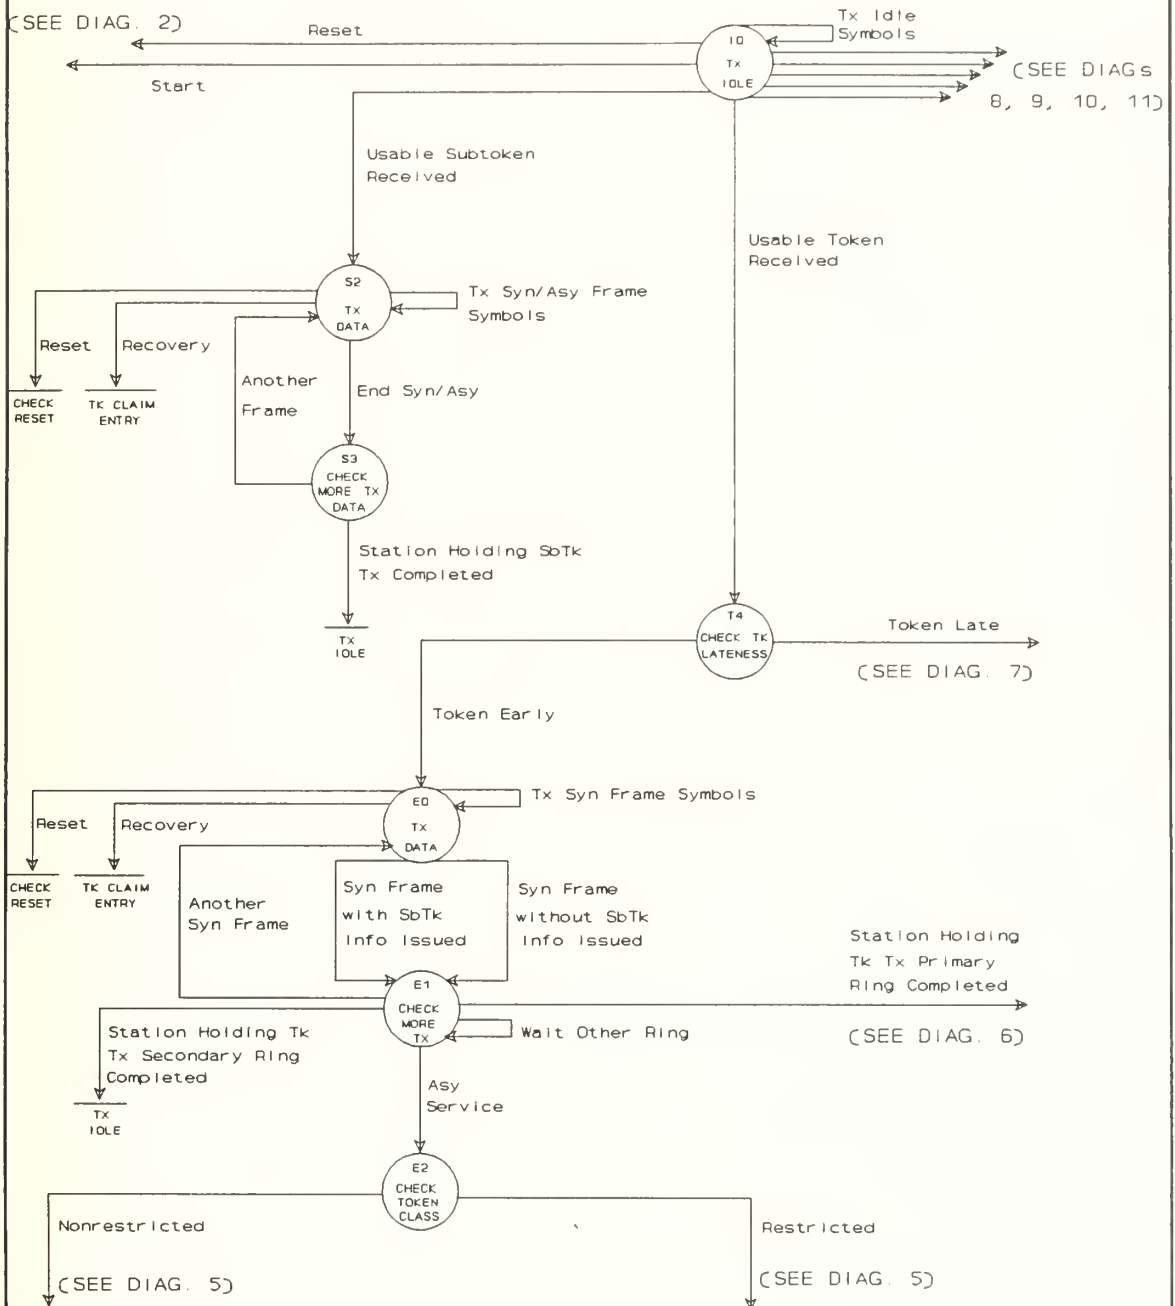 (SEE DIAG. 2)
Reset
Start
I0
Tx
IDLE
Tx Idle
Symbols
(SEE DIAGs
8, 9, 10, 11)
Usable Subtoken
Received
Usable Token
Received
S2
Tx
DATA
Tx Syn/Asy Frame
Symbols
Reset
Recovery
CHECK
RESET
TK CLAIM
ENTRY
Another
Frame
End Syn/Asy
S3
CHECK
MORE TX
DATA
Station Holding SbTk
Tx Completed
TX
IDLE
T4
CHECK TK
LATENESS
Token Late
(SEE DIAG. 7)
Token Early
E0
Tx
DATA
Tx Syn Frame Symbols
Reset
Recovery
CHECK
RESET
TK CLAIM
ENTRY
Another
Syn Frame
Syn Frame
with SbTk
Info Issued
Syn Frame
without SbTk
Info Issued
Station Holding
Tk Tx Primary
Ring Completed
(SEE DIAG. 6)
E1
CHECK
MORE
TX
Wait Other Ring
Station Holding Tk
Tx Secondary Ring
Completed
TX
IDLE
Asy
Service
E2
CHECK
TOKEN
CLASS
Nonrestricted
(SEE DIAG. 5)
Restricted
(SEE DIAG. 5)